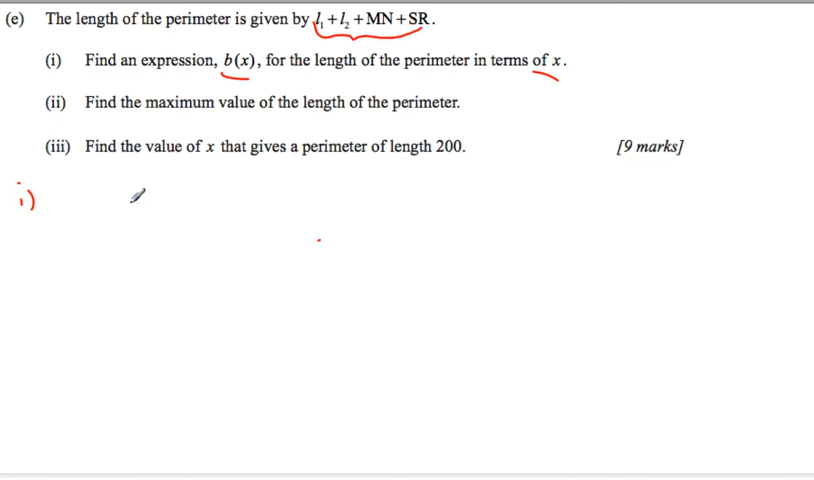 (e) The length of the perimeter is given by l₁ + l₂ + MN + SR.
(i) Find an expression, b(x), for the length of the perimeter in terms of x.
(ii) Find the maximum value of the length of the perimeter.
(iii) Find the value of x that gives a perimeter of length 200. [9 marks]
i)